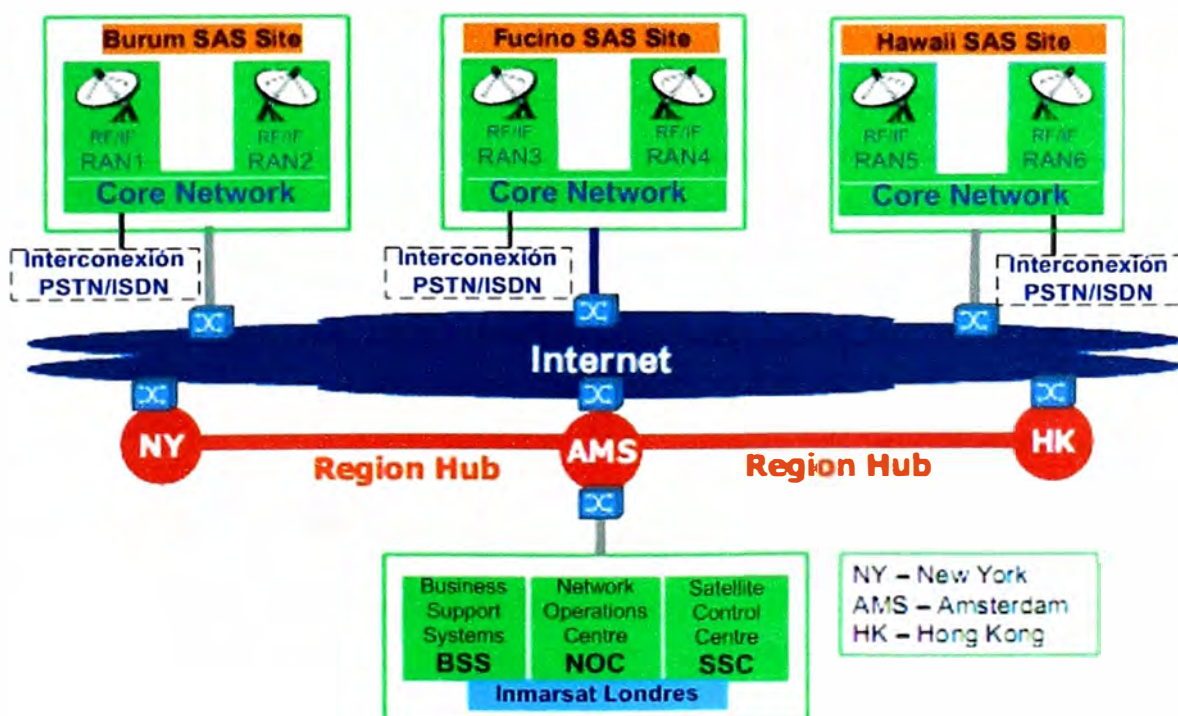 Burum SAS Site
Fucino SAS Site
Hawaii SAS Site
RF/IF
RAN1
RF/IF
RAN2
RF/IF
RAN3
RF/IF
RAN4
RF/IF
RAN5
RF/IF
RAN6
Core Network
Core Network
Core Network
Interconexión
PSTN/ISDN
Interconexión
PSTN/ISDN
Interconexión
PSTN/ISDN
Internet
NY
AMS
HK
Region Hub
Region Hub
Business
Support
Systems
BSS
Network
Operations
Centre
NOC
Satellite
Control
Centre
SSC
Inmarsat Londres
NY – New York
AMS – Amsterdam
HK – Hong Kong